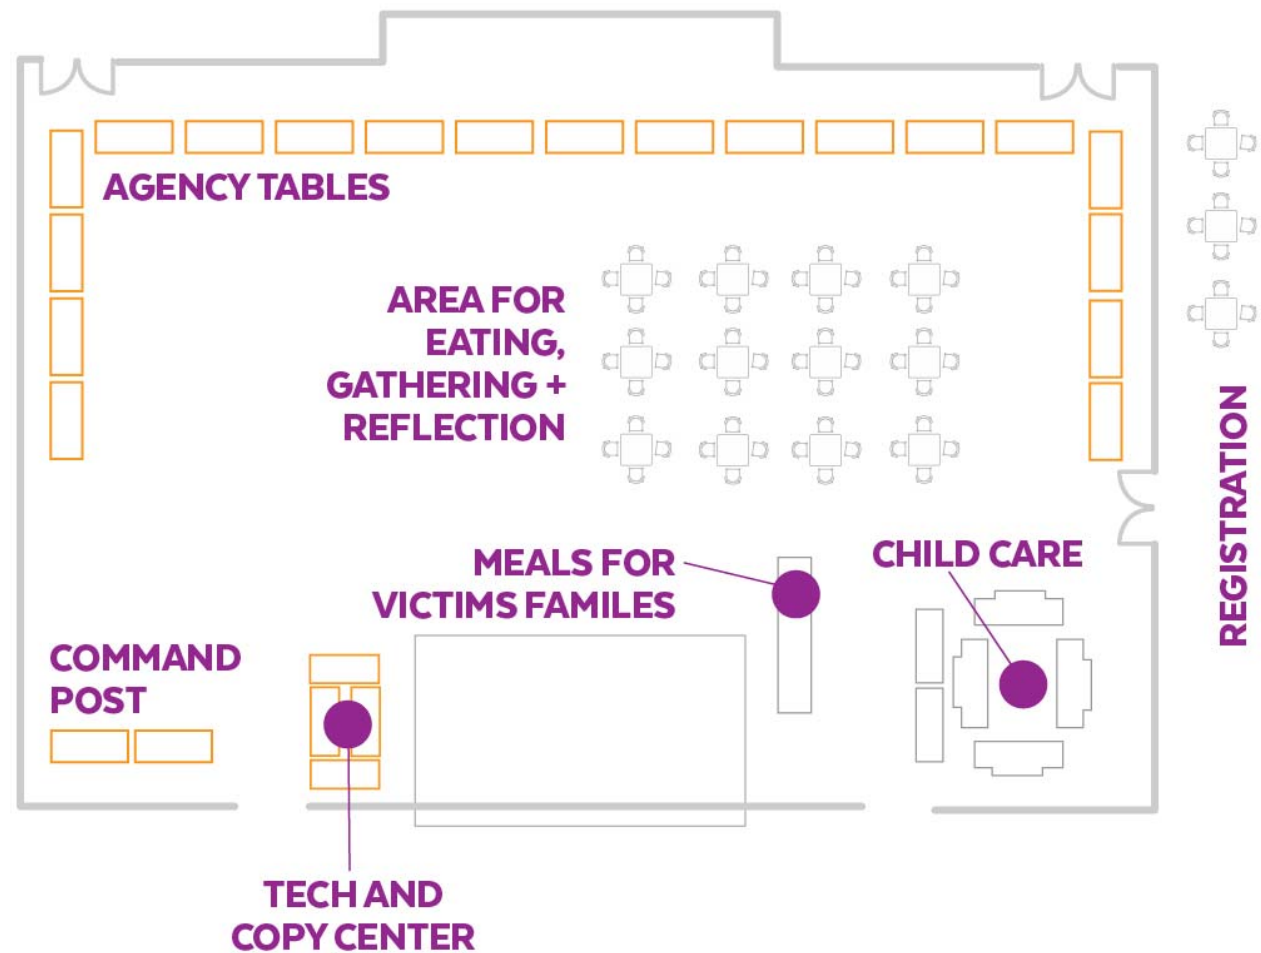 AGENCY TABLES
AREA FOR
EATING,
GATHERING +
REFLECTION
REGISTRATION
MEALS FOR
VICTIMS FAMILES
CHILD CARE
COMMAND
POST
TECH AND
COPY CENTER